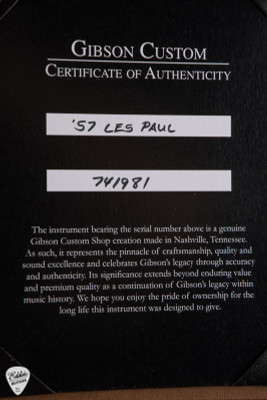 GIBSON CUSTOM
CERTIFICATE OF AUTHENTICITY
'57 LES PAUL
741981
The instrument bearing the serial number above is a genuine
Gibson Custom Shop creation made in Nashville, Tennessee.
As such, it represents the pinnacle of craftsmanship, quality and
sound excellence and celebrates Gibson's legacy through accuracy
and authenticity. Its significance extends beyond enduring value
and premium quality as a continuation of Gibson's legacy within
music history. We hope you enjoy the pride of ownership for the
long life this instrument was designed to give.